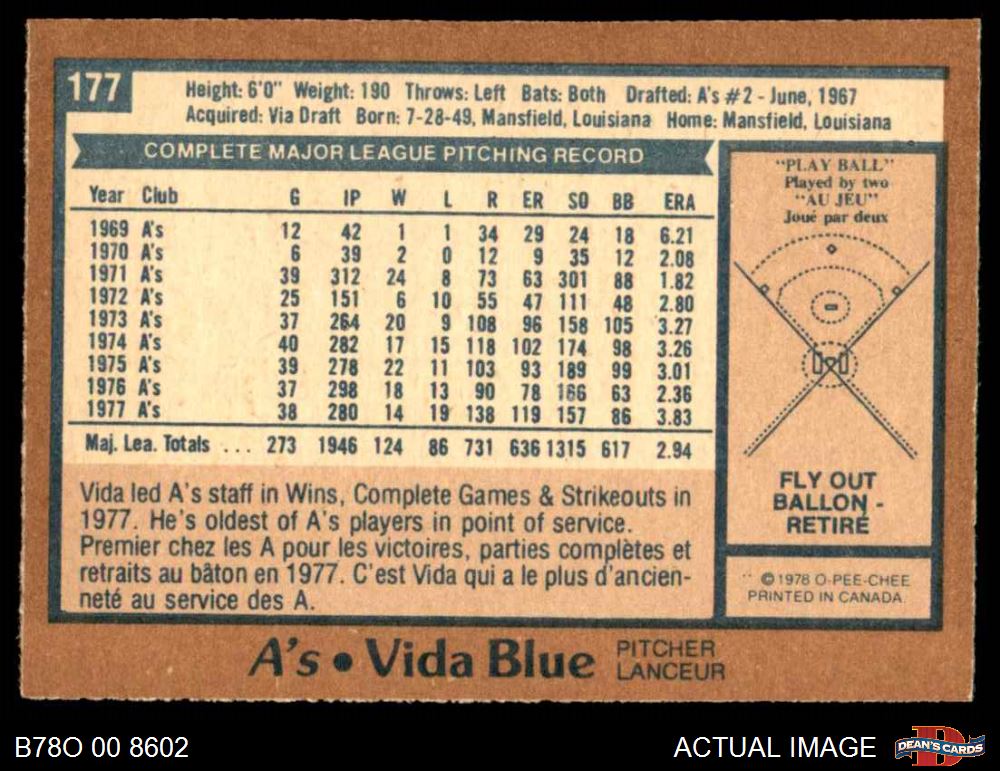 177
Height: 6'0" Weight: 190 Throws: Left Bats: Both Drafted: A's #2 - June, 1967
Acquired: Via Draft Born: 7-28-49, Mansfield, Louisiana Home: Mansfield, Louisiana
COMPLETE MAJOR LEAGUE PITCHING RECORD
Year Club G IP W L R ER SO BB ERA
1969 A's 12 42 1 1 34 29 24 18 6.21
1970 A's 6 39 2 0 12 9 35 12 2.08
1971 A's 39 312 24 8 73 63 301 88 1.82
1972 A's 25 151 6 10 55 47 111 48 2.80
1973 A's 37 264 20 9 108 96 158 105 3.27
1974 A's 40 282 17 15 118 102 174 98 3.26
1975 A's 39 278 22 11 103 93 189 99 3.01
1976 A's 37 298 18 13 90 78 166 63 2.36
1977 A's 38 280 14 19 138 119 157 86 3.83
Maj. Lea. Totals ... 273 1946 124 86 731 636 1315 617 2.94
Vida led A's staff in Wins, Complete Games & Strikeouts in
1977. He's oldest of A's players in point of service.
Premier chez les A pour les victoires, parties complètes et
retraits au bâton en 1977. C'est Vida qui a le plus d'ancien-
neté au service des A.
"PLAY BALL"
Played by two
"AU JEU"
Joué par deux
FLY OUT
BALLON -
RETIRÉ
© 1978 O-PEE-CHEE
PRINTED IN CANADA.
A's • Vida Blue PITCHER
LANCEUR
B78O 00 8602
ACTUAL IMAGE
DEAN'S CARDS